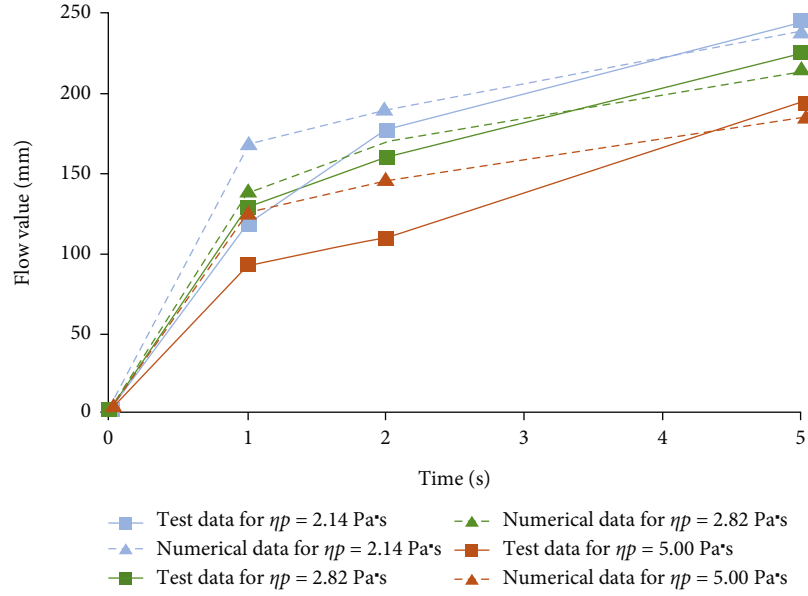 250
200
150
100
50
0
Flow value (mm)
0 1 2 3 4 5
Time (s)
Test data for ηp = 2.14 Pa▪s
Numerical data for ηp = 2.14 Pa▪s
Test data for ηp = 2.82 Pa▪s
Numerical data for ηp = 2.82 Pa▪s
Test data for ηp = 5.00 Pa▪s
Numerical data for ηp = 5.00 Pa▪s